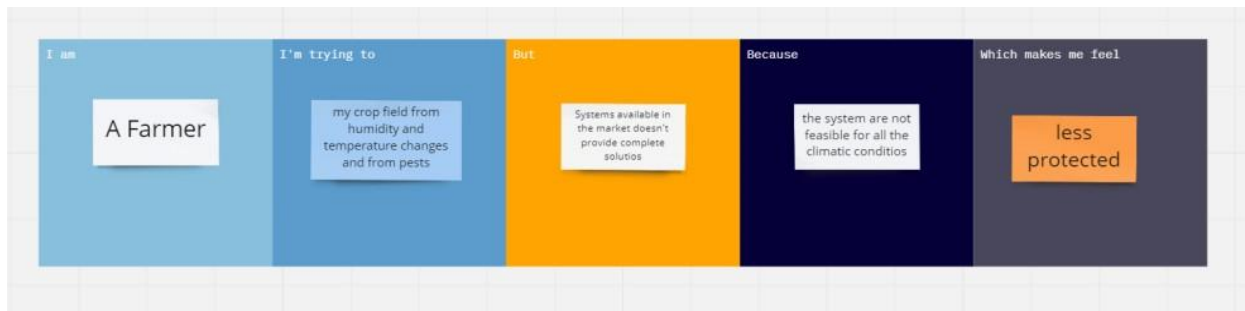 I am
A Farmer
I'm trying to
my crop field from
humidity and
temperature changes
and from pests
But
Systems available in
the market doesn't
provide complete
solutios
Because
the system are not
feasible for all the
climatic conditios
Which makes me feel
less
protected